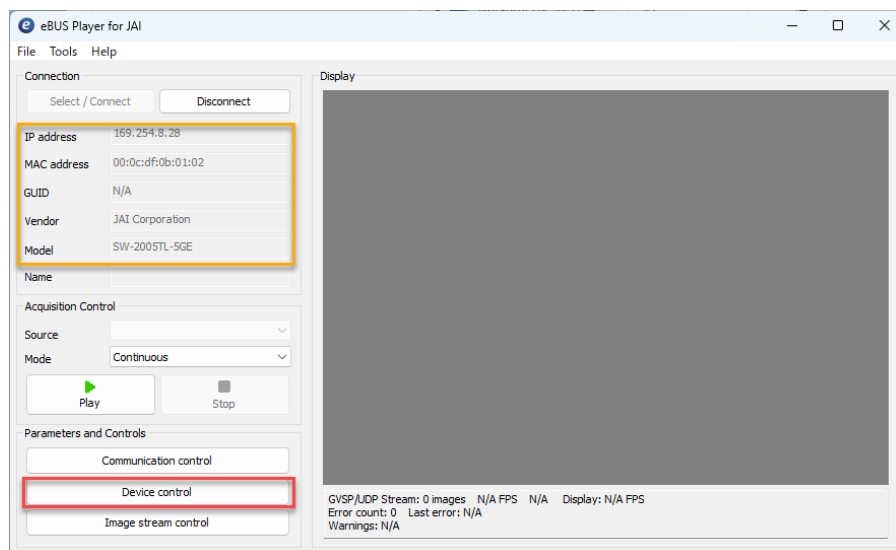 eBUS Player for JAI
File Tools Help
Connection
Select / Connect Disconnect
IP address 169.254.8.28
MAC address 00:0c:df:0b:01:02
GUID N/A
Vendor JAI Corporation
Model SW-2005TL-5GE
Name
Acquisition Control
Source
Mode Continuous
Play Stop
Parameters and Controls
Communication control
Device control
Image stream control
Display
GVSP/UDP Stream: 0 images N/A FPS N/A Display: N/A FPS
Error count: 0 Last error: N/A
Warnings: N/A